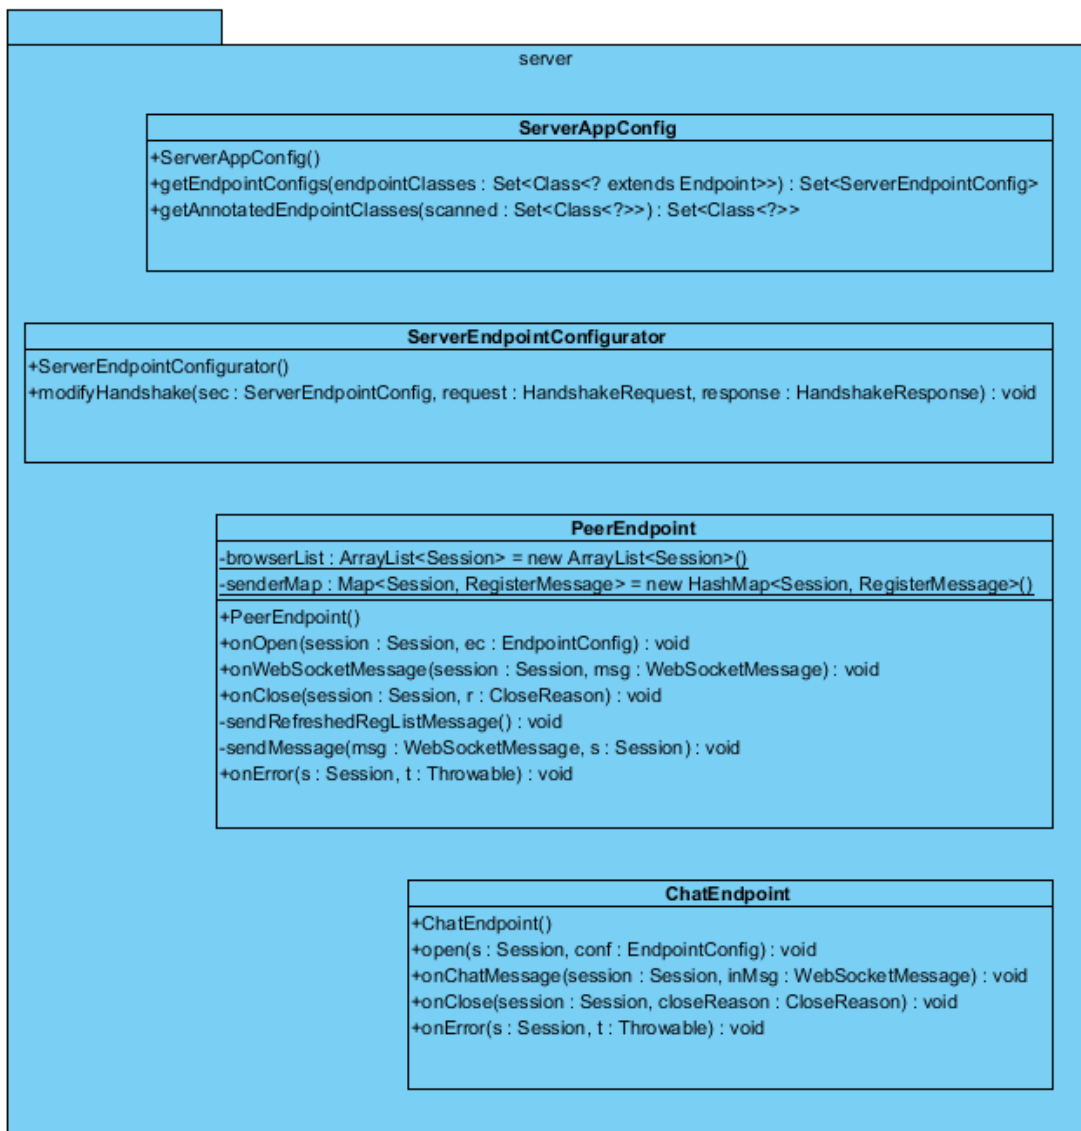 server
ServerAppConfig
+ServerAppConfig()
+getEndpointConfigs(endpointClasses : Set<Class<? extends Endpoint>>) : Set<ServerEndpointConfig>
+getAnnotatedEndpointClasses(scanned : Set<Class<?>>) : Set<Class<?>>
ServerEndpointConfigurator
+ServerEndpointConfigurator()
+modifyHandshake(sec : ServerEndpointConfig, request : HandshakeRequest, response : HandshakeResponse) : void
PeerEndpoint
-browserList : ArrayList<Session> = new ArrayList<Session>()
-senderMap : Map<Session, RegisterMessage> = new HashMap<Session, RegisterMessage>()
+PeerEndpoint()
+onOpen(session : Session, ec : EndpointConfig) : void
+onWebSocketMessage(session : Session, msg : WebSocketMessage) : void
+onClose(session : Session, r : CloseReason) : void
-sendRefreshedRegListMessage() : void
-sendMessage(msg : WebSocketMessage, s : Session) : void
+onError(s : Session, t : Throwable) : void
ChatEndpoint
+ChatEndpoint()
+open(s : Session, conf : EndpointConfig) : void
+onChatMessage(session : Session, inMsg : WebSocketMessage) : void
+onClose(session : Session, closeReason : CloseReason) : void
+onError(s : Session, t : Throwable) : void